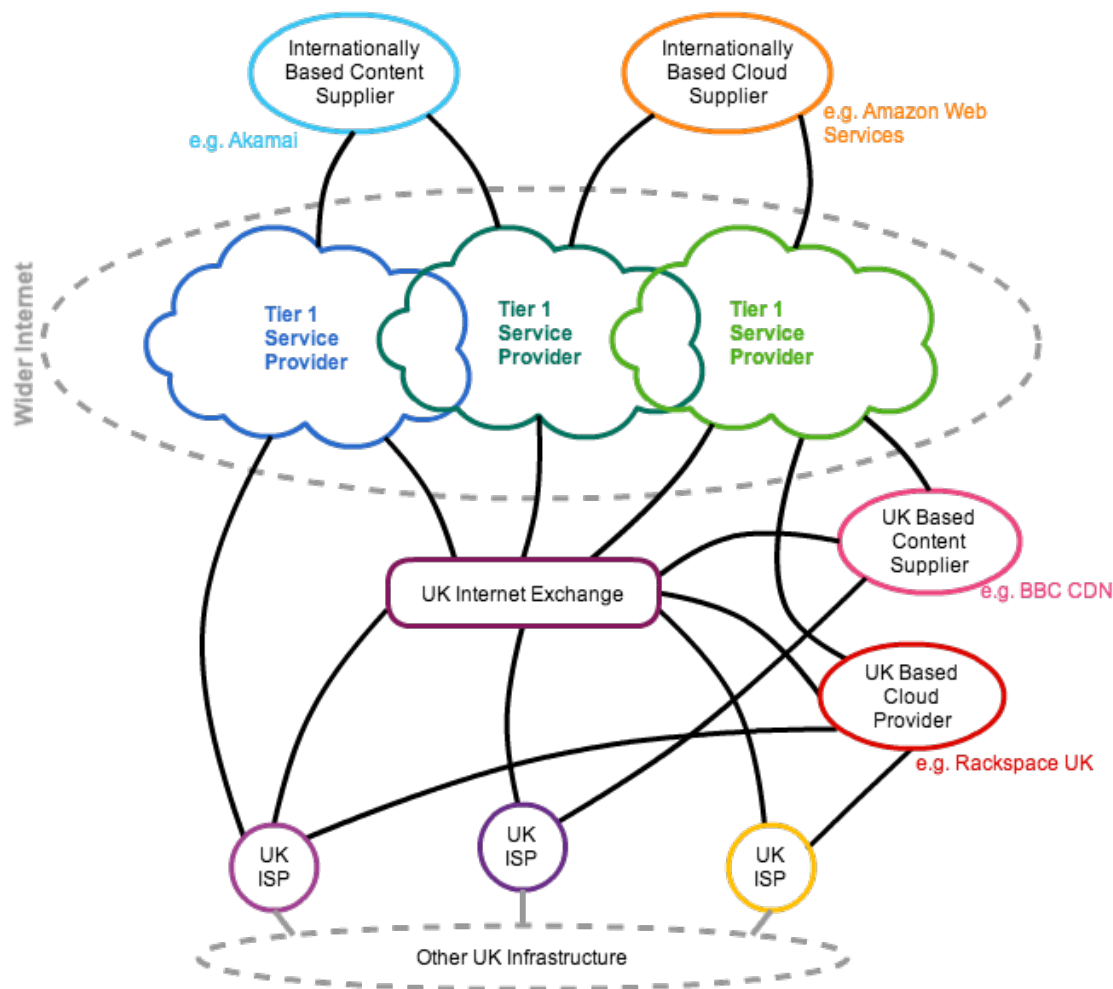 Internationally
Based Content
Supplier
e.g. Akamai
Internationally
Based Cloud
Supplier
e.g. Amazon Web
Services
Wider Internet
Tier 1
Service
Provider
Tier 1
Service
Provider
Tier 1
Service
Provider
UK Based
Content
Supplier
e.g. BBC CDN
UK Internet Exchange
UK Based
Cloud
Provider
e.g. Rackspace UK
UK
ISP
UK
ISP
UK
ISP
Other UK Infrastructure